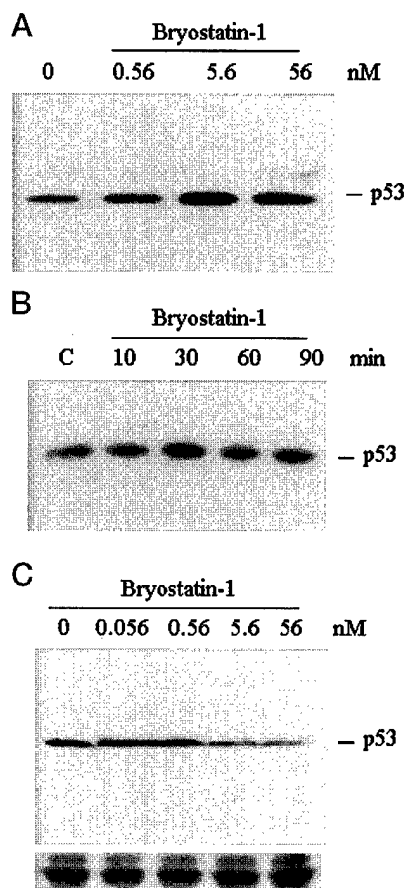 A
Bryostatin-1
0 0.56 5.6 56 nM
— p53
B
Bryostatin-1
C 10 30 60 90 min
— p53
C
Bryostatin-1
0 0.056 0.56 5.6 56 nM
— p53